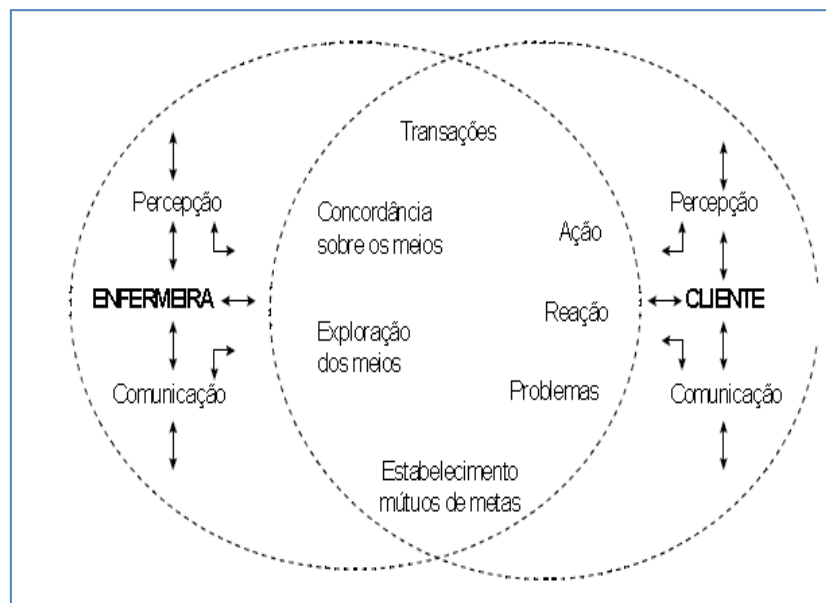 Transações
Percepção
Percepção
Concordância
sobre os meios
Ação
ENFERMEIRA
CLIENTE
Reação
Exploração
dos meios
Comunicação
Problemas
Comunicação
Estabelecimento
mútuos de metas